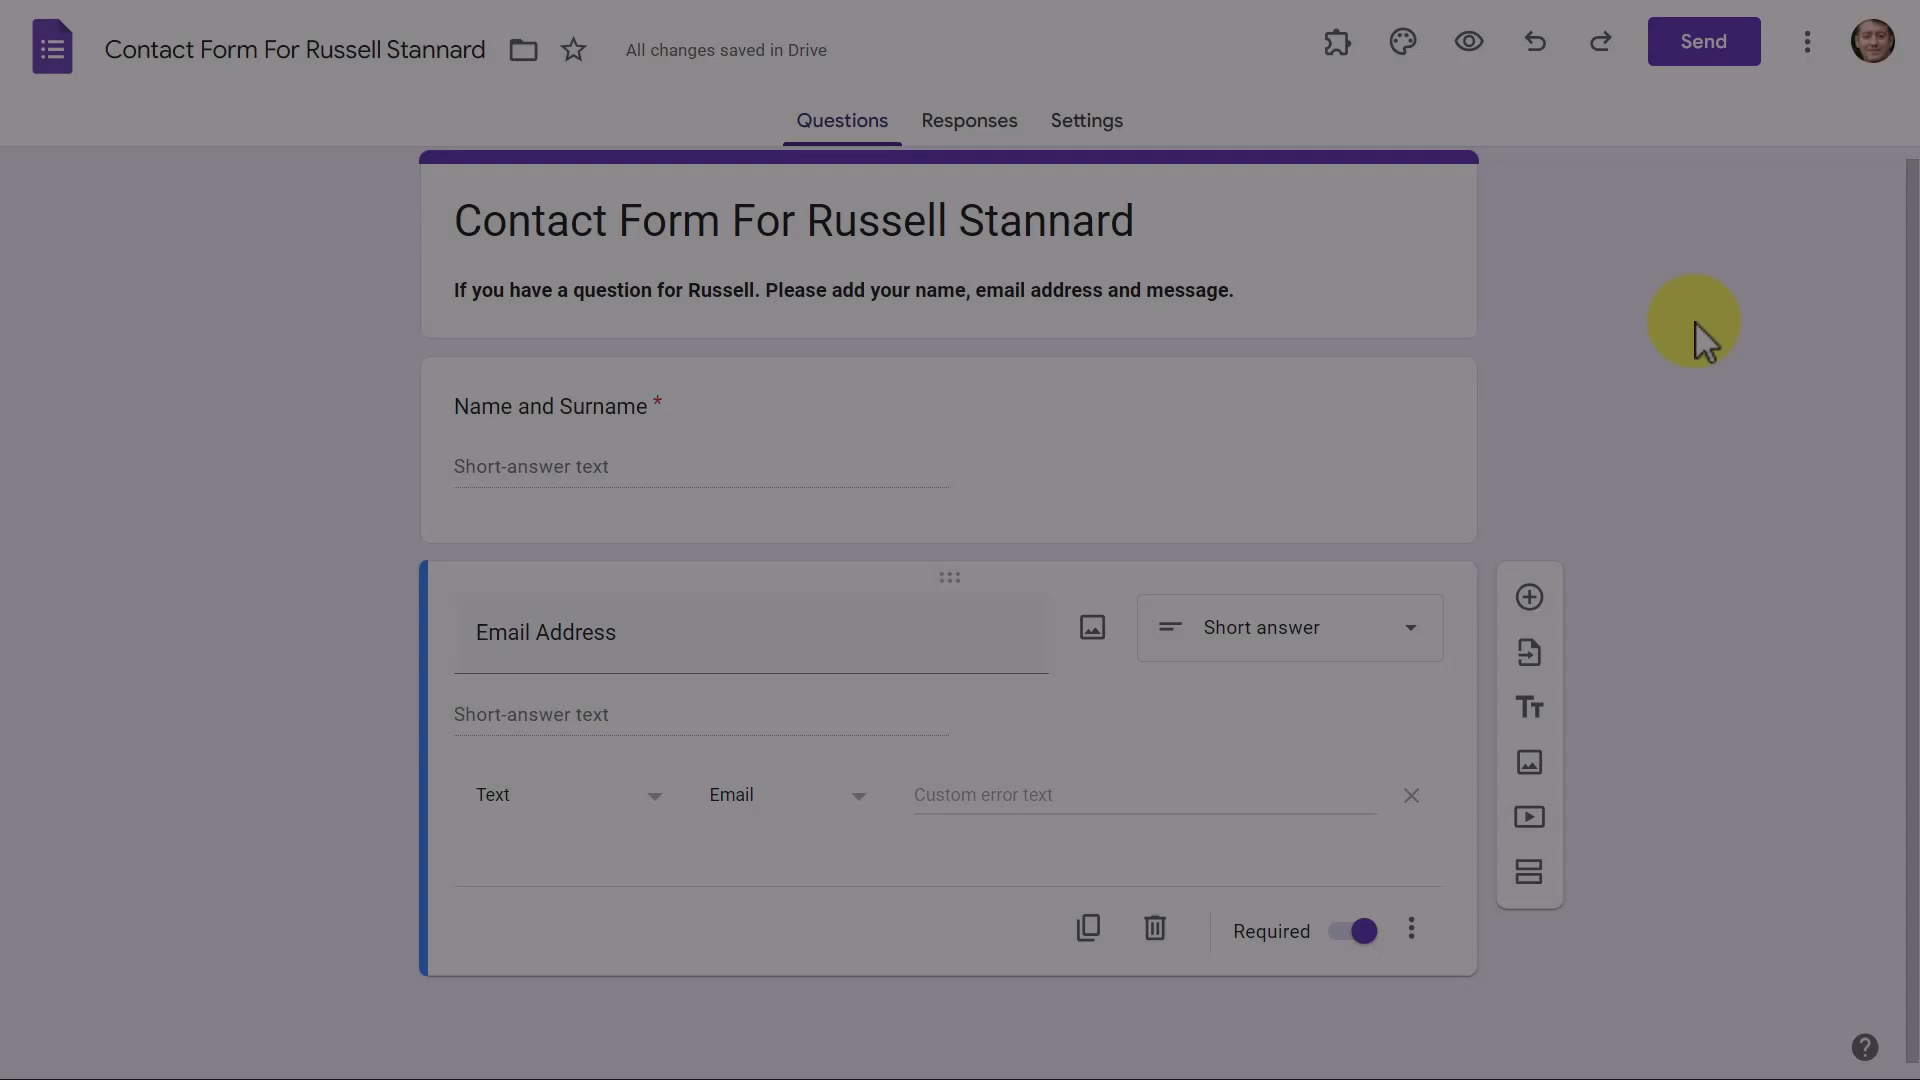 Contact Form For Russell Stannard
All changes saved in Drive
Send
Questions
Responses
Settings
Contact Form For Russell Stannard
If you have a question for Russell. Please add your name, email address and message.
Name and Surname *
Short-answer text
Email Address
Short answer
Short-answer text
Text
Email
Custom error text
Required